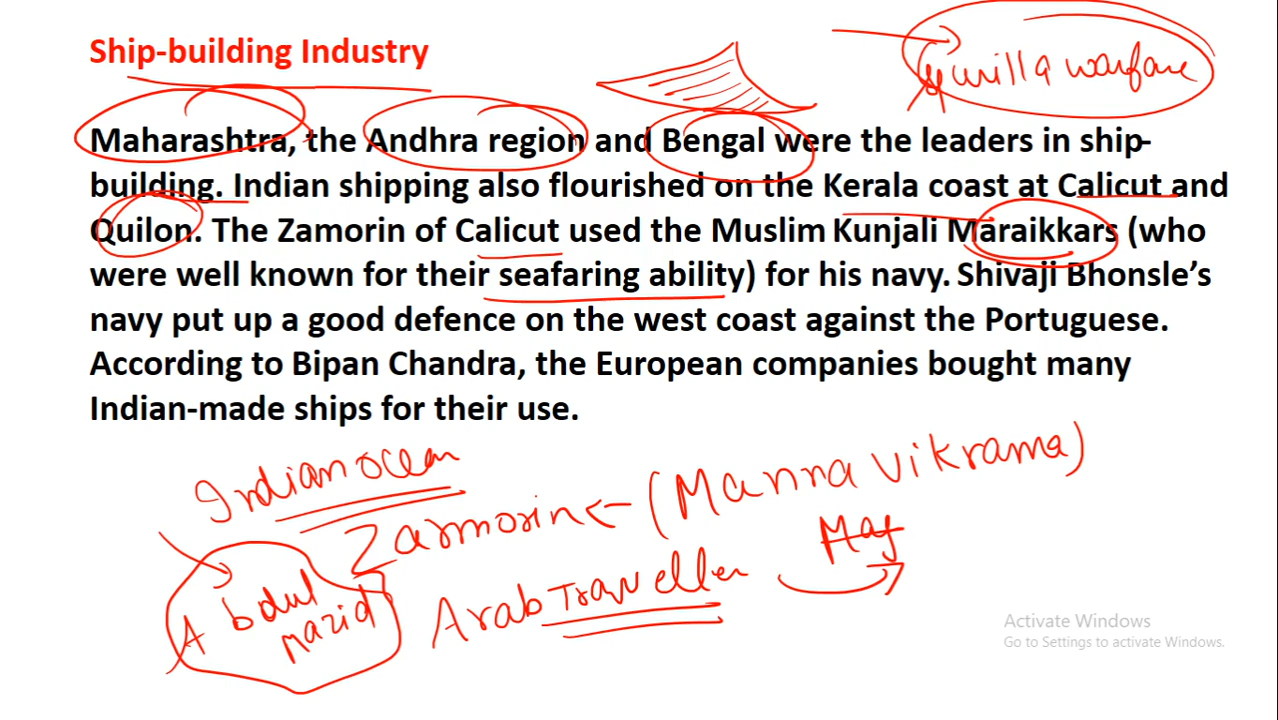 Ship-building Industry
Gurilla warfare
Maharashtra, the Andhra region and Bengal were the leaders in ship-
building. Indian shipping also flourished on the Kerala coast at Calicut and
Quilon. The Zamorin of Calicut used the Muslim Kunjali Maraikkars (who
were well known for their seafaring ability) for his navy. Shivaji Bhonsle’s
navy put up a good defence on the west coast against the Portuguese.
According to Bipan Chandra, the European companies bought many
Indian-made ships for their use.
Indian ocean
Zarmorin ← (Manna vikrama)
Abdul
mazid
Arab Traveller
Activate Windows
Go to Settings to activate Windows.